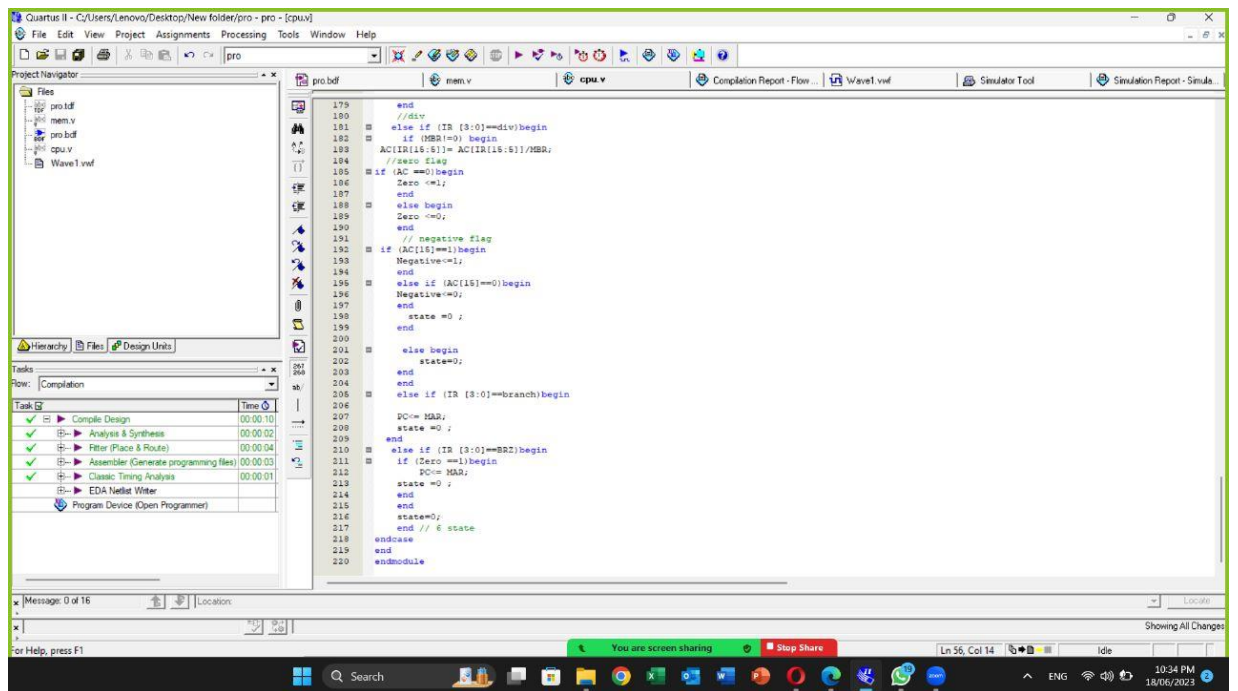 Quartus II - C:/Users/Lenovo/Desktop/New folder/pro - pro - [cpu.v]
File Edit View Project Assignments Processing Tools Window Help
pro
Project Navigator
Files
pro.tdf
mem.v
pro.bdf
cpu.v
Wave1.vwf
Hierarchy Files Design Units
Tasks
Flow: Compilation
Task Time
Compile Design 00:00:10
Analysis & Synthesis 00:00:02
Fitter (Place & Route) 00:00:04
Assembler (Generate programming files) 00:00:03
Classic Timing Analysis 00:00:01
EDA Netlist Writer
Program Device (Open Programmer)
pro.bdf mem.v cpu.v Compilation Report - Flow ... Wave1.vwf Simulator Tool Simulation Report - Simula...
179 end
180 //div
181 else if (IR [3:0]==div)begin
182 if (MBR!=0) begin
183 AC[IR[15:5]]= AC[IR[15:5]]/MBR;
184 //zero flag
185 if (AC ==0)begin
186 Zero <=1;
187 end
188 else begin
189 Zero <=0;
190 end
191 // negative flag
192 if (AC[15]==1)begin
193 Negative<=1;
194 end
195 else if (AC[15]==0)begin
196 Negative<=0;
197 end
198 state =0 ;
199 end
200
201 else begin
202 state=0;
203 end
204 end
205 else if (IR [3:0]==branch)begin
206
207 PC<= MAR;
208 state =0 ;
209 end
210 else if (IR [3:0]==BRZ)begin
211 if (Zero ==1)begin
212 PC<= MAR;
213 state =0 ;
214 end
215 end
216 state=0;
217 end // 6 state
218 endcase
219 end
220 endmodule
Message: 0 of 16 Location: Locate
Showing All Changes
For Help, press F1 You are screen sharing Stop Share Ln 56, Col 14 Idle
Search 19 zoom ENG 10:34 PM 2
18/06/2023